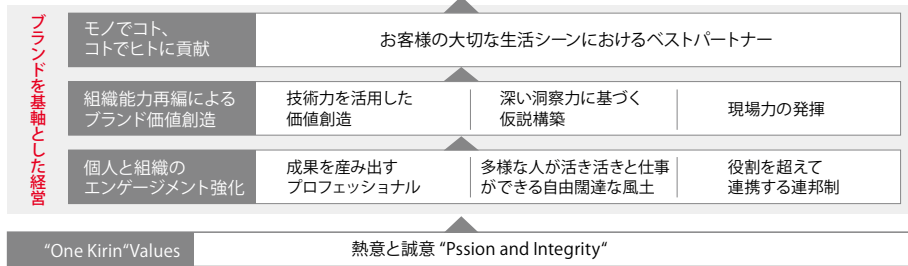 ブランドを基軸とした経営
モノでコト、
コトでヒトに貢献
お客様の大切な生活シーンにおけるベストパートナー
組織能力再編による
ブランド価値創造
技術力を活用した
価値創造
深い洞察力に基づく
仮説構築
現場力の発揮
個人と組織の
エンゲージメント強化
成果を産み出す
プロフェッショナル
多様な人が活き活きと仕事
ができる自由闊達な風土
役割を超えて
連携する連邦制
“One Kirin“Values
熱意と誠意 “Pssion and Integrity“